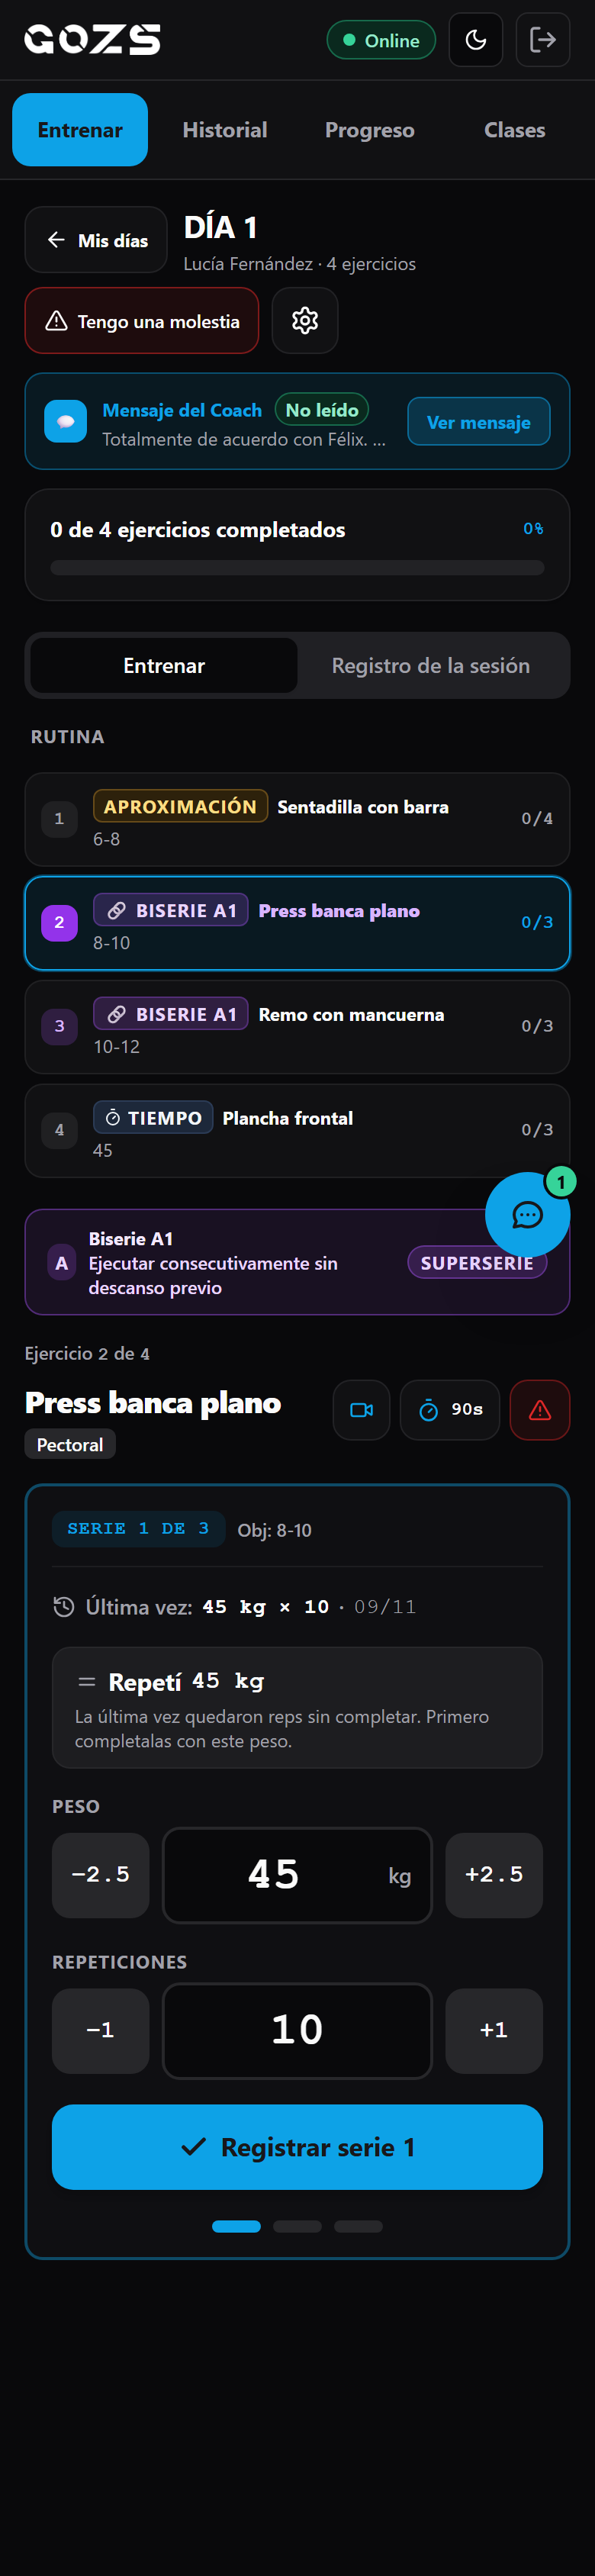 GOZS
Online
Entrenar Historial Progreso Clases
Mis días
DÍA 1
Lucía Fernández · 4 ejercicios
Tengo una molestia
Mensaje del Coach No leído
Totalmente de acuerdo con Félix. ...
Ver mensaje
0 de 4 ejercicios completados 0%
Entrenar Registro de la sesión
RUTINA
1 APROXIMACIÓN Sentadilla con barra 0/4
6-8
2 BISERIE A1 Press banca plano 0/3
8-10
3 BISERIE A1 Remo con mancuerna 0/3
10-12
4 TIEMPO Plancha frontal 0/3
45
1
A
Biserie A1
Ejecutar consecutivamente sin
descanso previo
SUPERSERIE
Ejercicio 2 de 4
Press banca plano 90s
Pectoral
SERIE 1 DE 3 Obj: 8-10
Última vez: 45 kg × 10 · 09/11
= Repetí 45 kg
La última vez quedaron reps sin completar. Primero
completalas con este peso.
PESO
−2.5 45 kg +2.5
REPETICIONES
−1 10 +1
Registrar serie 1